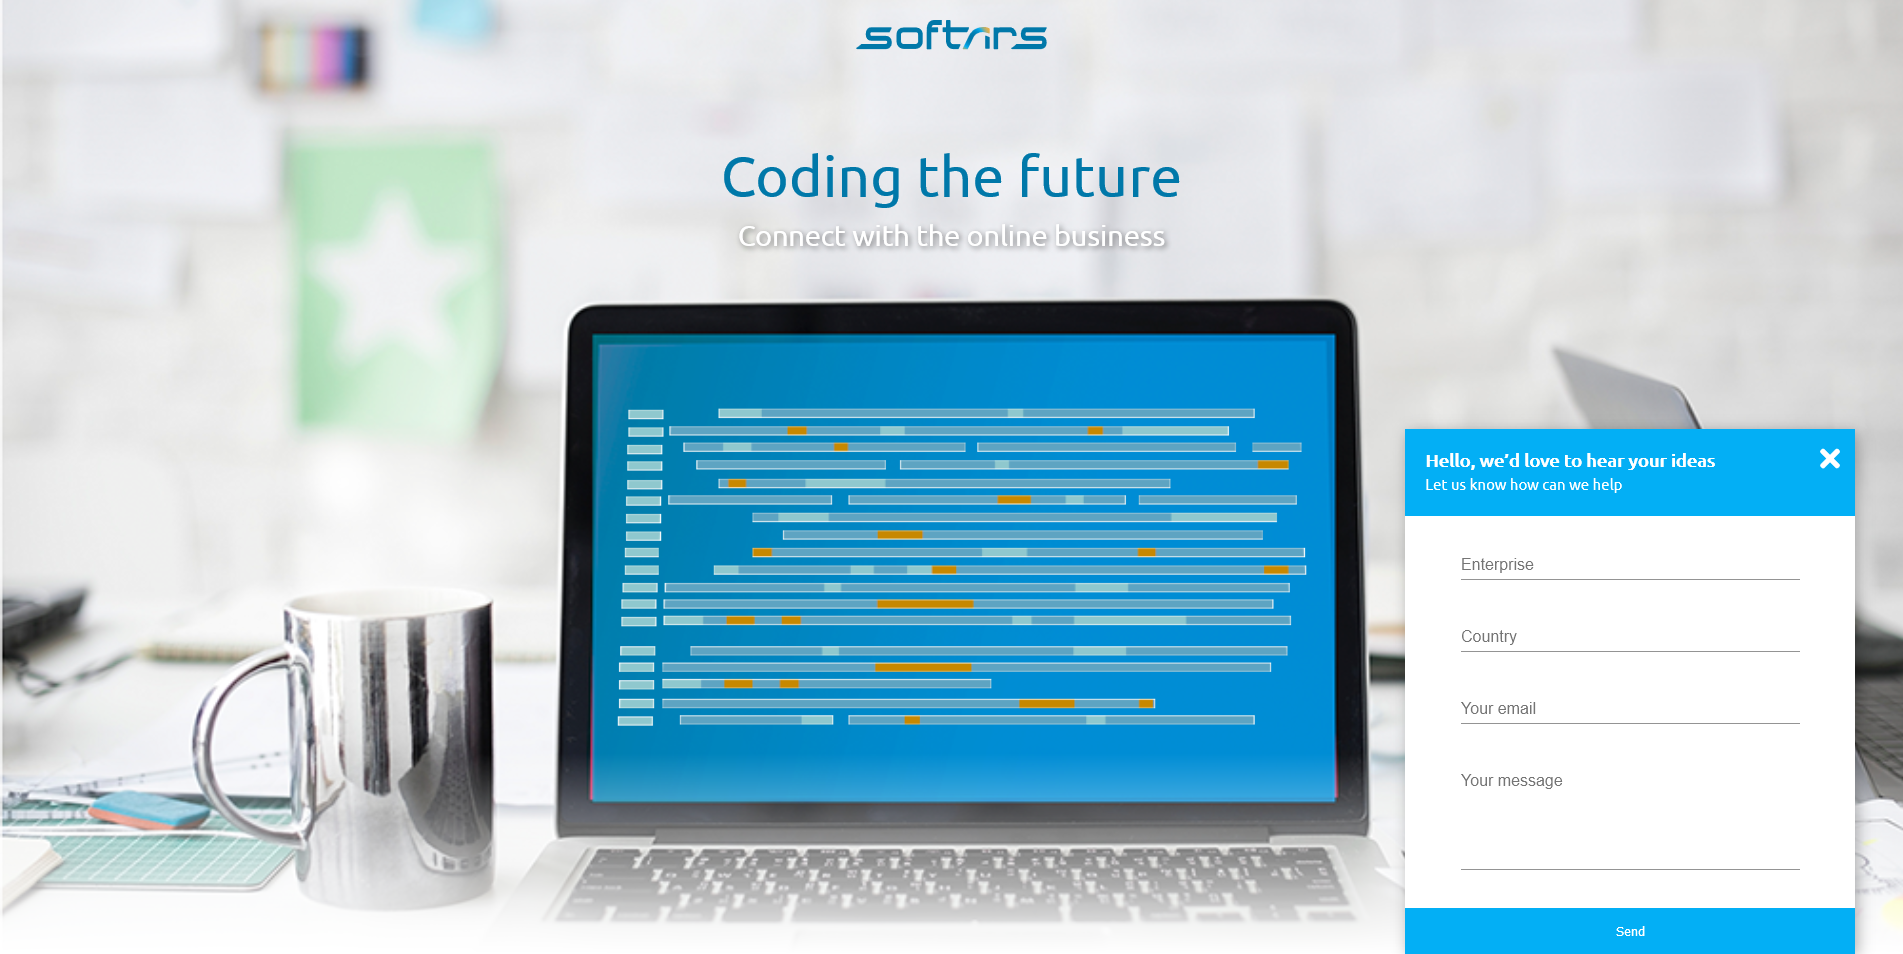 softars
Coding the future
Connect with the online business
Hello, we’d love to hear your ideas
Let us know how can we help
Enterprise
Country
Your email
Your message
Send